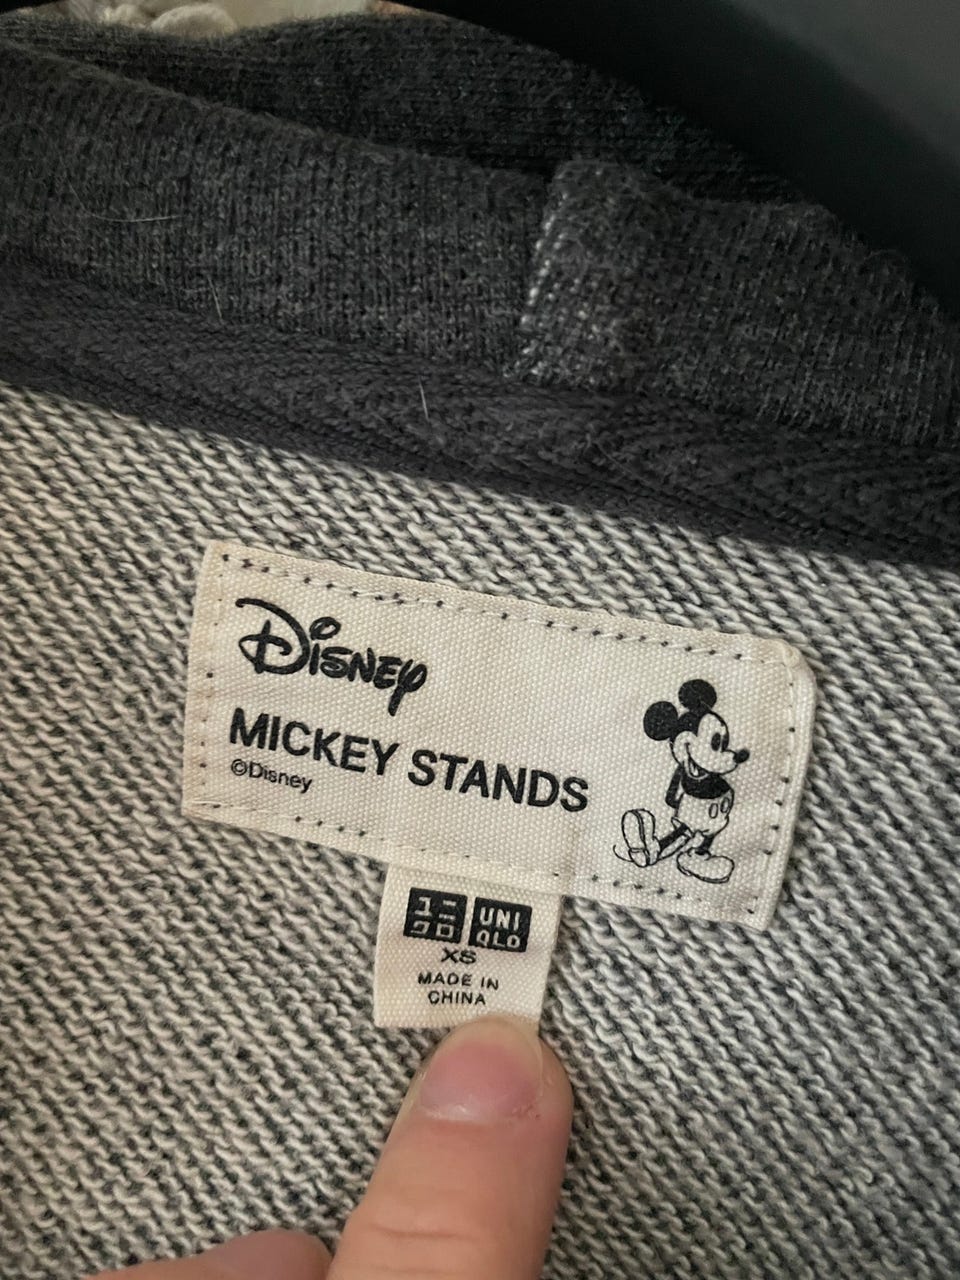 Disney
MICKEY STANDS
©Disney
ユニ UNI
クロ QLO
XS
MADE IN
CHINA